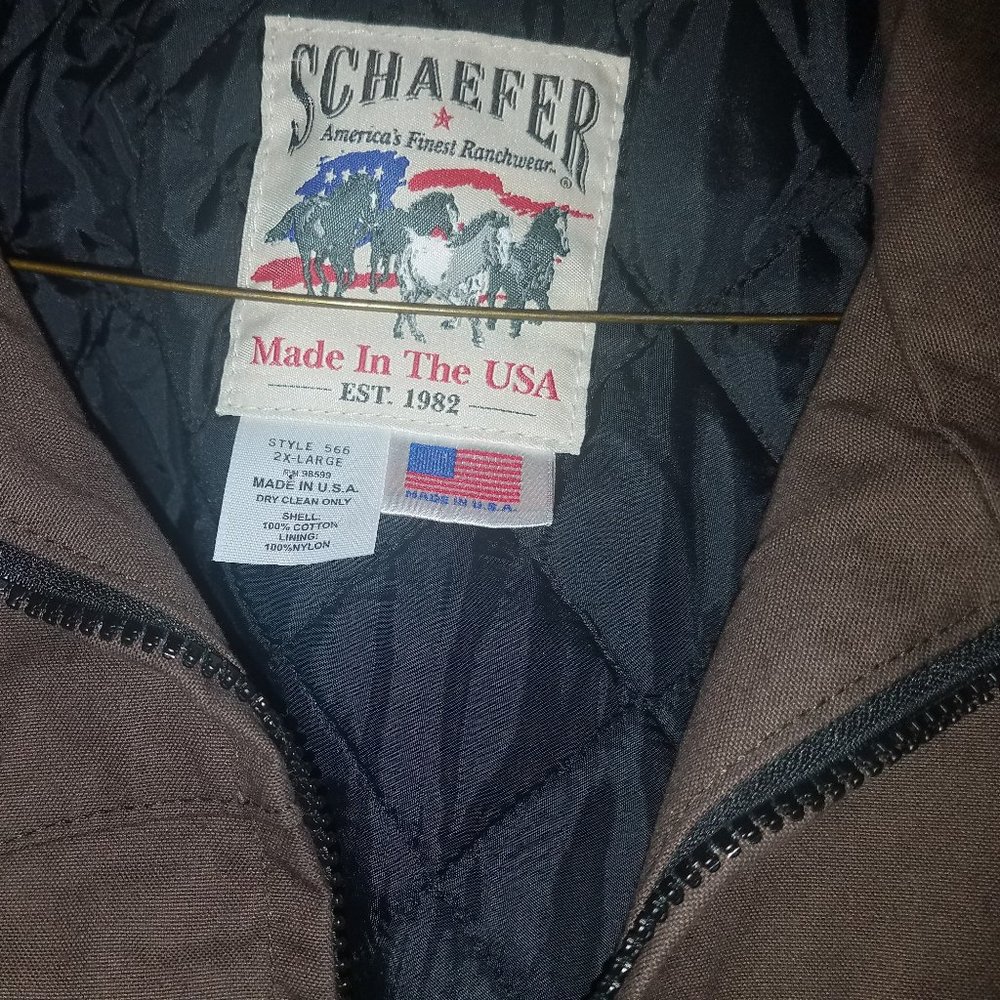 SCHAEFER
America's Finest Ranchwear™
®
Made In The USA
EST. 1982
STYLE 566
2X-LARGE
RN 98599
MADE IN U.S.A.
DRY CLEAN ONLY
SHELL:
100% COTTON
LINING:
100%NYLON
MADE IN U.S.A.